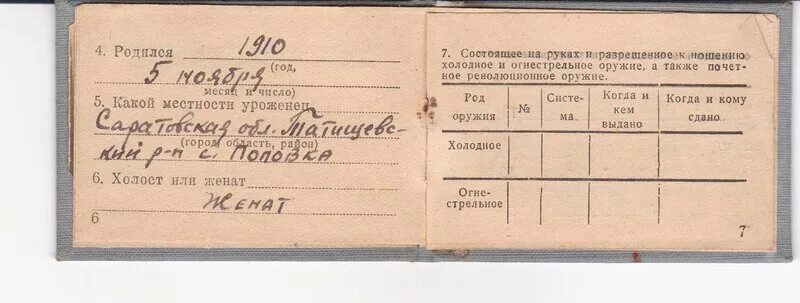 4. Родился 1910
(год,
5 ноября
месяц и число)
5. Какой местности уроженец
Саратовская обл. Татищевс-
(город, область, район)
кий р-н с. Поповка
6. Холост или женат
Женат
6
7. Состоящее на руках и разрешенное к ношению
холодное и огнестрельное оружие, а также почет-
ное революционное оружие.
Род оружия | № | Систе-ма | Когда и кем выдано | Когда и кому сдано
Холодное
Огне-
стрельное
7